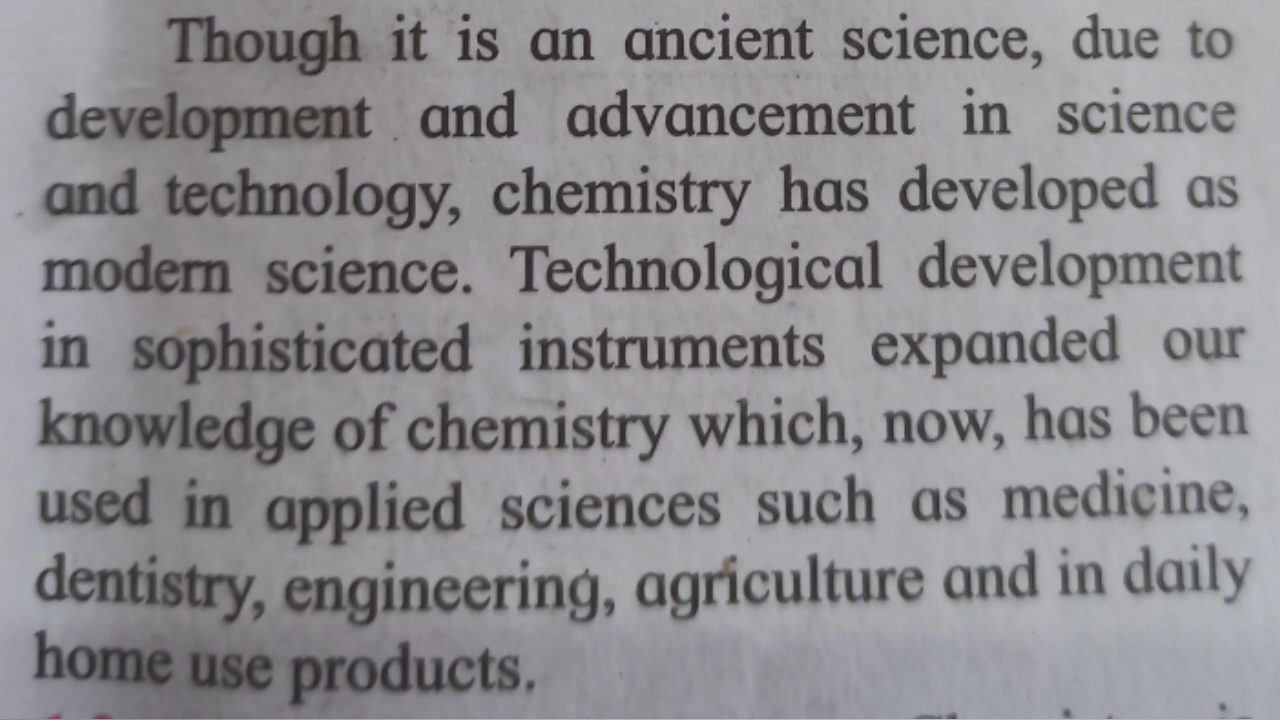 Though it is an ancient science, due to
development and advancement in science
and technology, chemistry has developed as
modern science. Technological development
in sophisticated instruments expanded our
knowledge of chemistry which, now, has been
used in applied sciences such as medicine,
dentistry, engineering, agriculture and in daily
home use products.